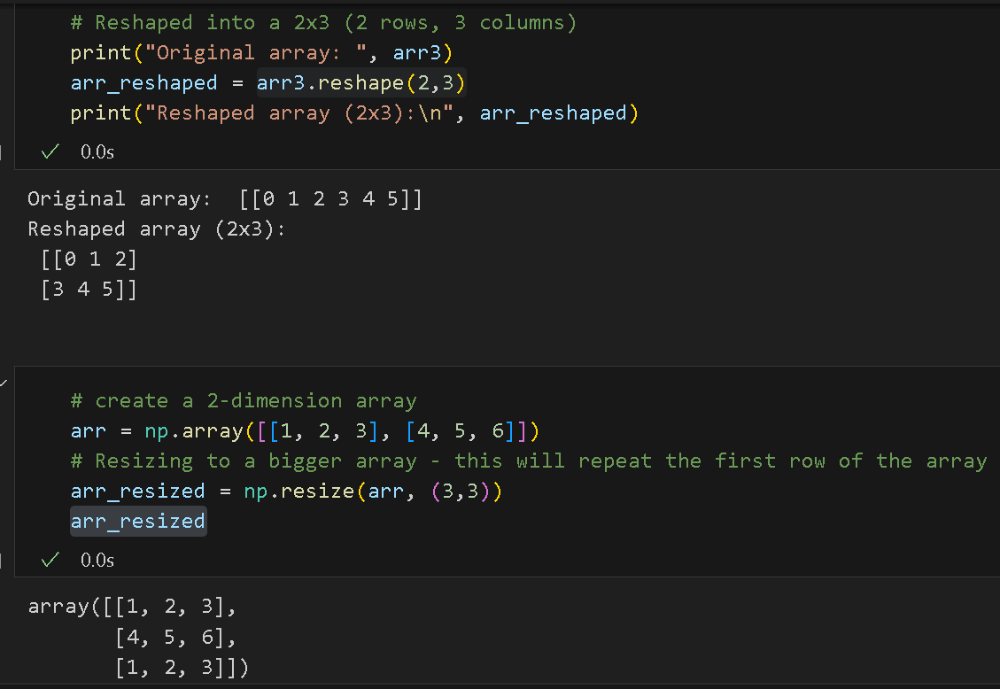 # Reshaped into a 2x3 (2 rows, 3 columns)
print("Original array: ", arr3)
arr_reshaped = arr3.reshape(2,3)
print("Reshaped array (2x3):\n", arr_reshaped)
✓ 0.0s
Original array:  [[0 1 2 3 4 5]]
Reshaped array (2x3):
 [[0 1 2]
 [3 4 5]]
# create a 2-dimension array
arr = np.array([[1, 2, 3], [4, 5, 6]])
# Resizing to a bigger array - this will repeat the first row of the array
arr_resized = np.resize(arr, (3,3))
arr_resized
✓ 0.0s
array([[1, 2, 3],
       [4, 5, 6],
       [1, 2, 3]])